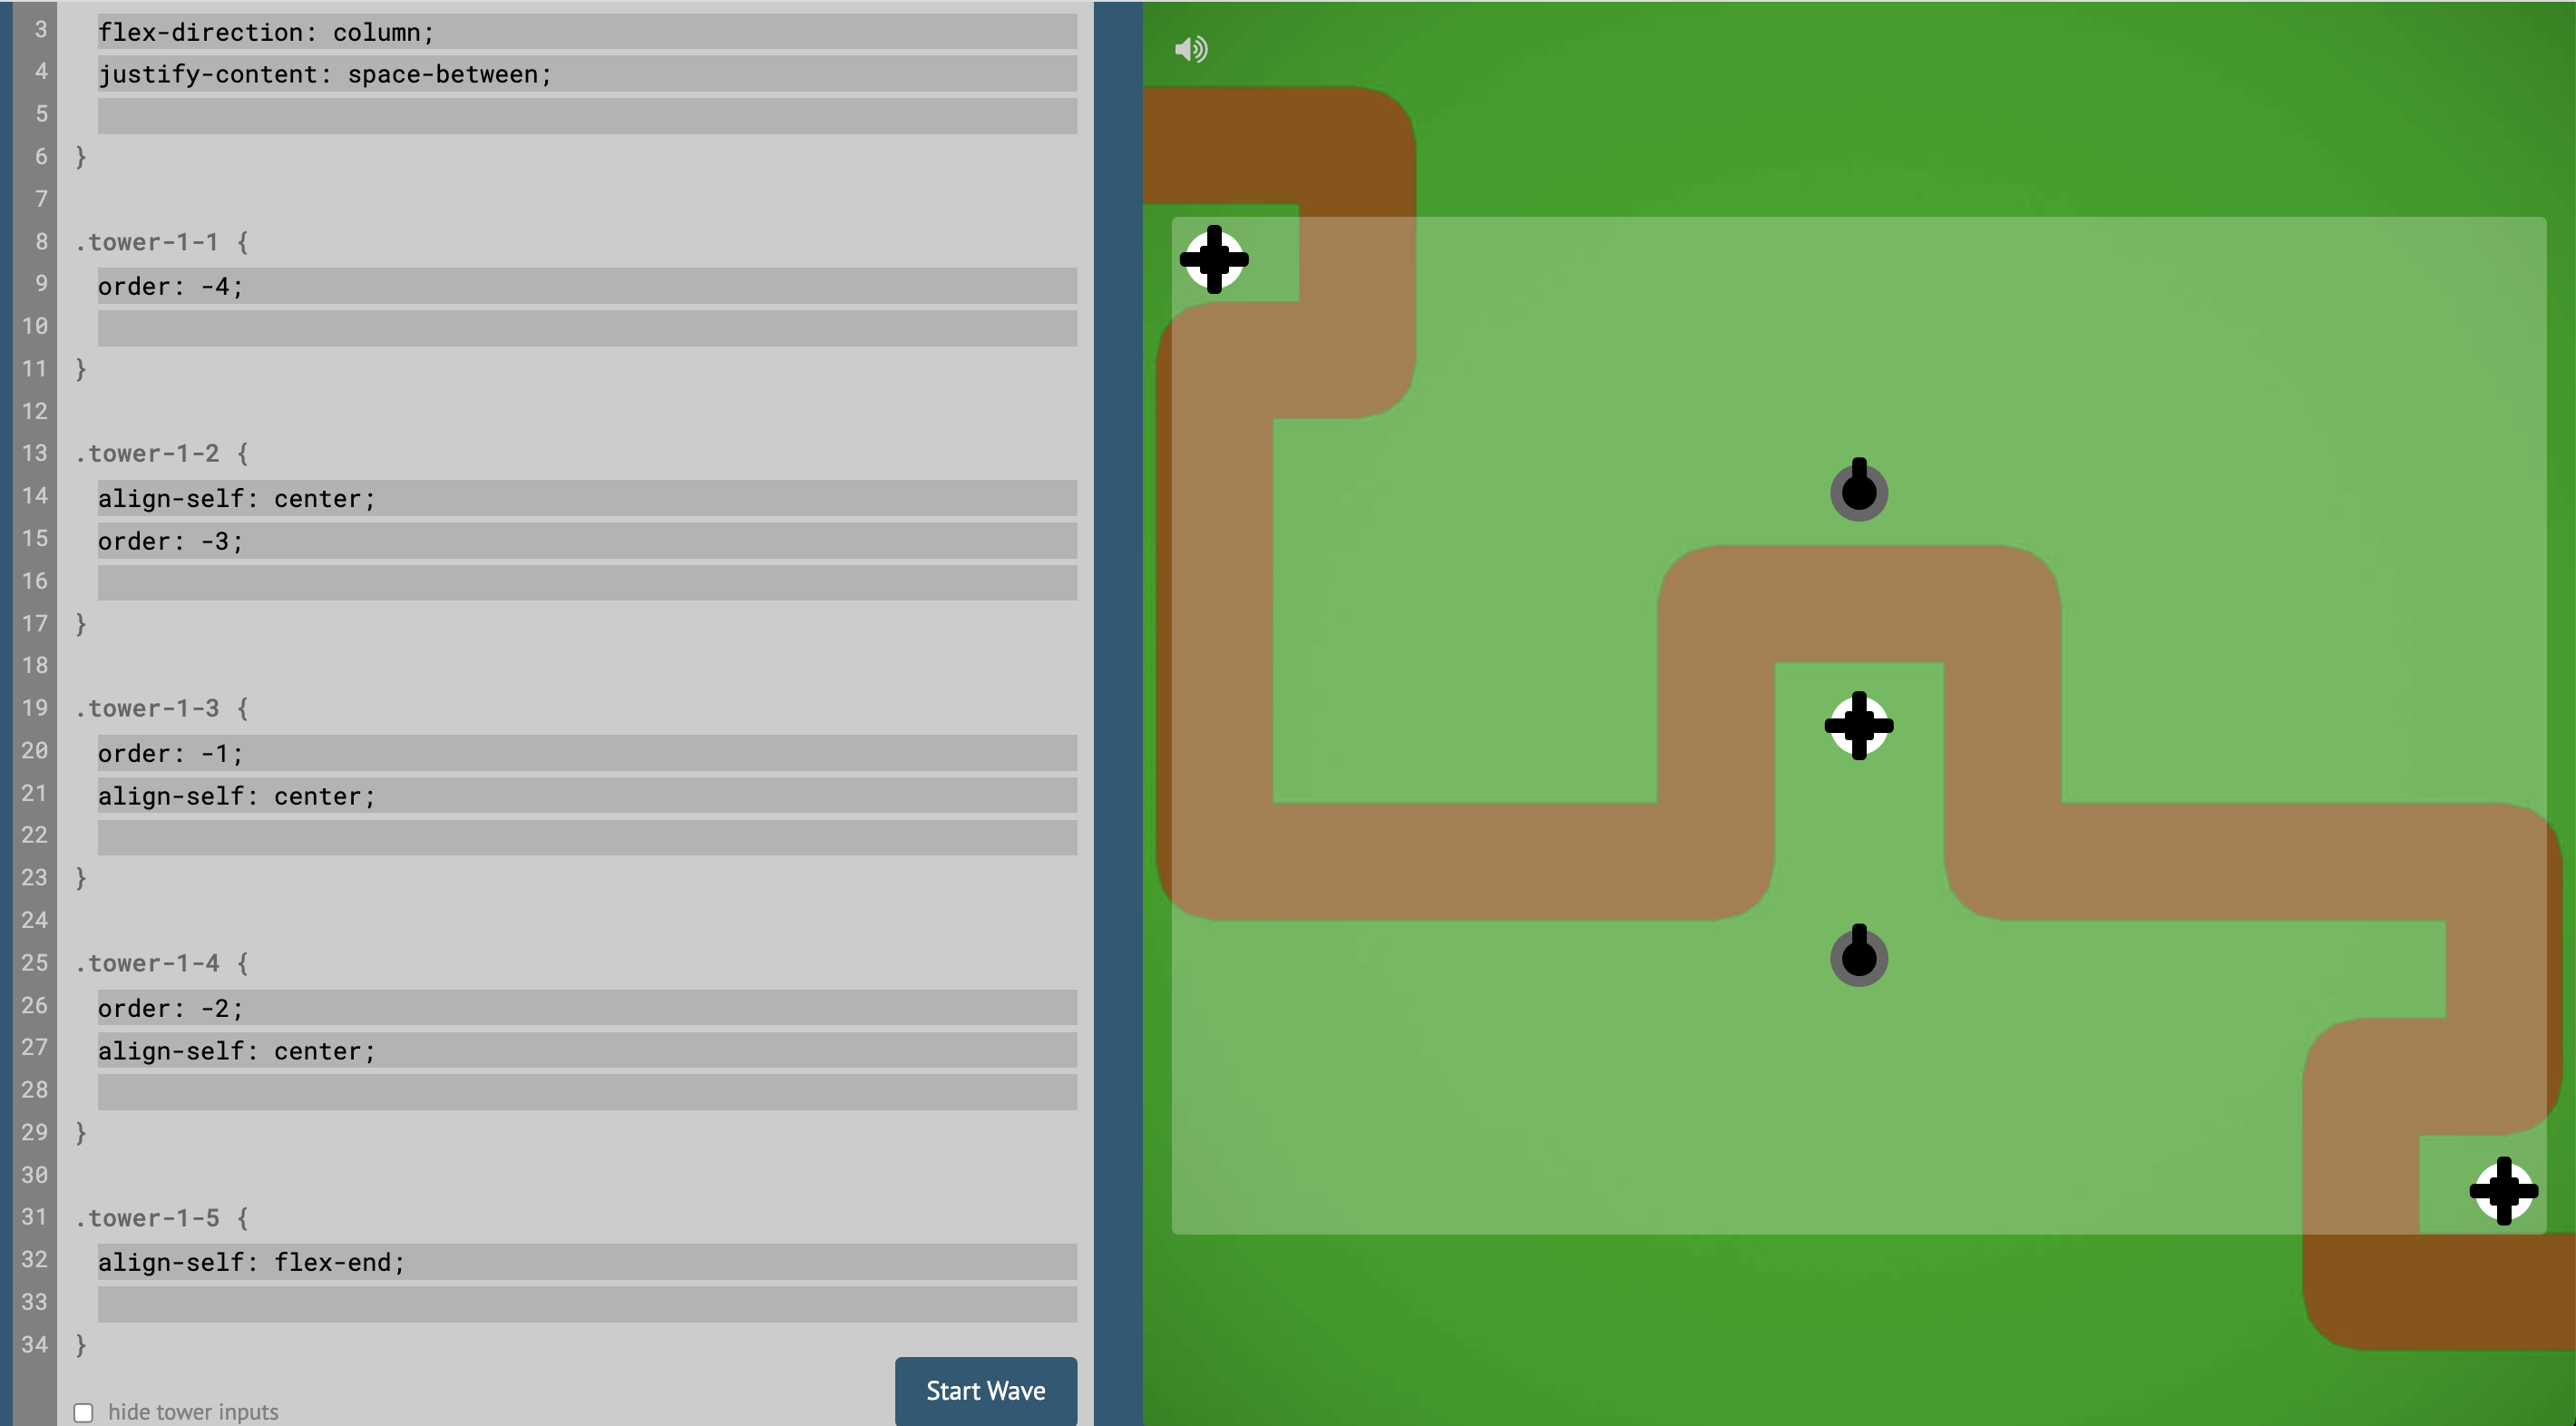 3 flex-direction: column;
4 justify-content: space-between;
5
6 }
7
8 .tower-1-1 {
9 order: -4;
10
11 }
12
13 .tower-1-2 {
14 align-self: center;
15 order: -3;
16
17 }
18
19 .tower-1-3 {
20 order: -1;
21 align-self: center;
22
23 }
24
25 .tower-1-4 {
26 order: -2;
27 align-self: center;
28
29 }
30
31 .tower-1-5 {
32 align-self: flex-end;
33
34 }
Start Wave
hide tower inputs